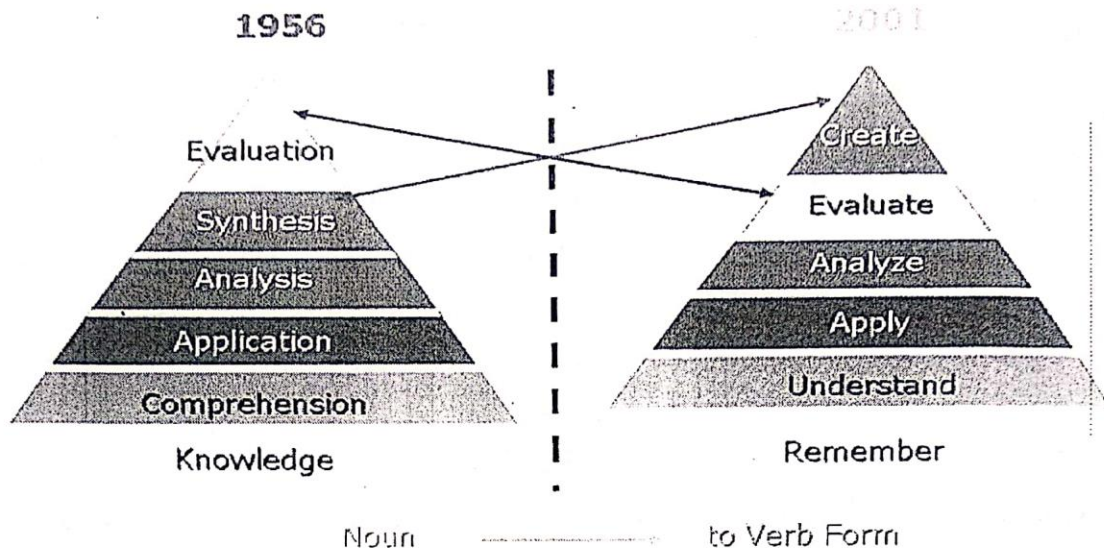 1956
2001
Evaluation
Synthesis
Analysis
Application
Comprehension
Knowledge
Create
Evaluate
Analyze
Apply
Understand
Remember
Noun to Verb Form